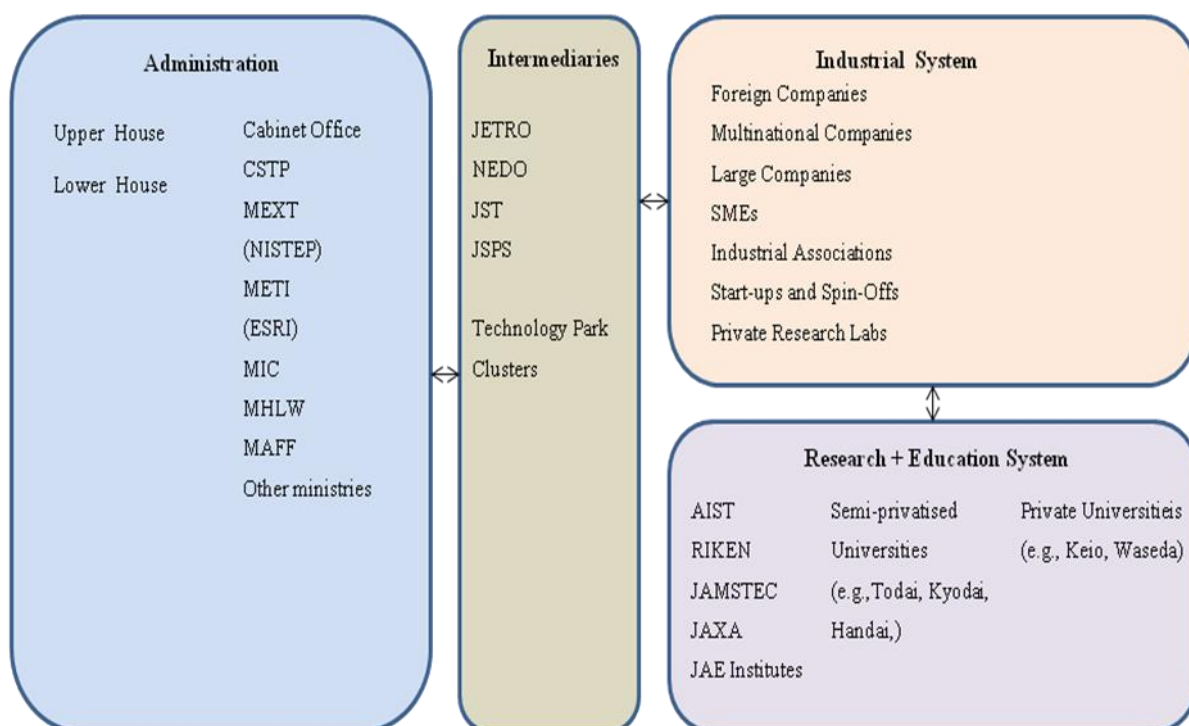 Administration
Upper House
Lower House
Cabinet Office
CSTP
MEXT
(NISTEP)
METI
(ESRI)
MIC
MHLW
MAFF
Other ministries
Intermediaries
JETRO
NEDO
JST
JSPS
Technology Park
Clusters
Industrial System
Foreign Companies
Multinational Companies
Large Companies
SMEs
Industrial Associations
Start-ups and Spin-Offs
Private Research Labs
Research + Education System
AIST
RIKEN
JAMSTEC
JAXA
JAE Institutes
Semi-privatised
Universities
(e.g.,Todai, Kyodai,
Handai,)
Private Universitieis
(e.g., Keio, Waseda)